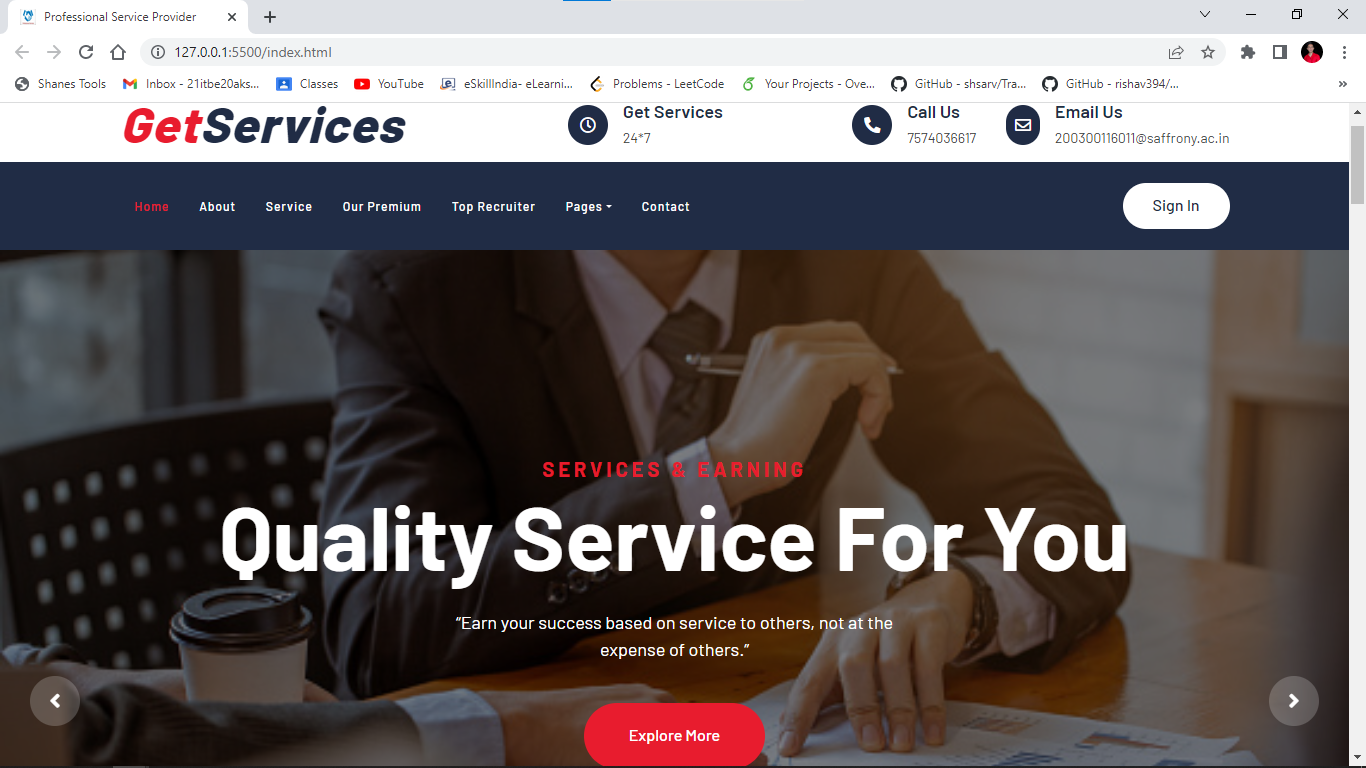 Professional Service Provider
127.0.0.1:5500/index.html
Shanes Tools
Inbox - 21itbe20aks...
Classes
YouTube
eSkillIndia- eLearni...
Problems - LeetCode
Your Projects - Ove...
GitHub - shsarv/Tra...
GitHub - rishav394/...
GetServices
Get Services
24*7
Call Us
7574036617
Email Us
200300116011@saffrony.ac.in
Home About Service Our Premium Top Recruiter Pages Contact
Sign In
SERVICES & EARNING
Quality Service For You
“Earn your success based on service to others, not at the
expense of others.”
Explore More